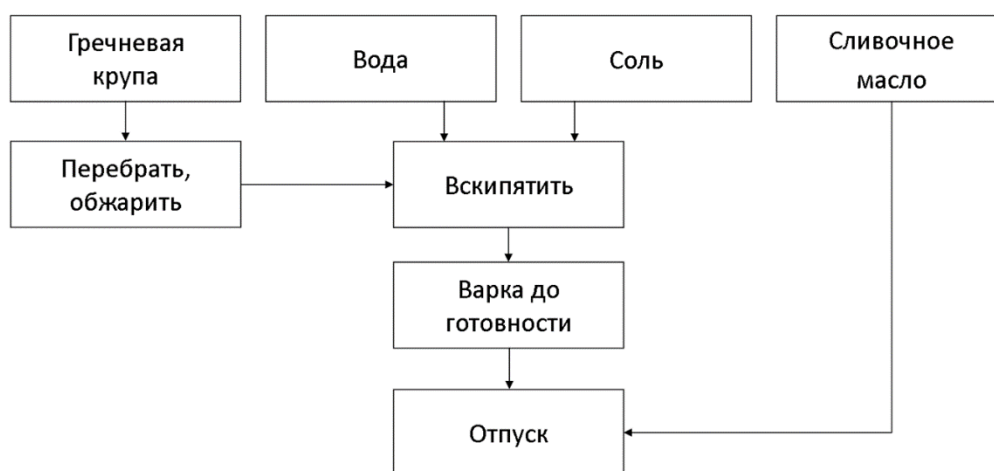 Гречневая
крупа
Вода
Соль
Сливочное
масло
Перебрать,
обжарить
Вскипятить
Варка до
готовности
Отпуск